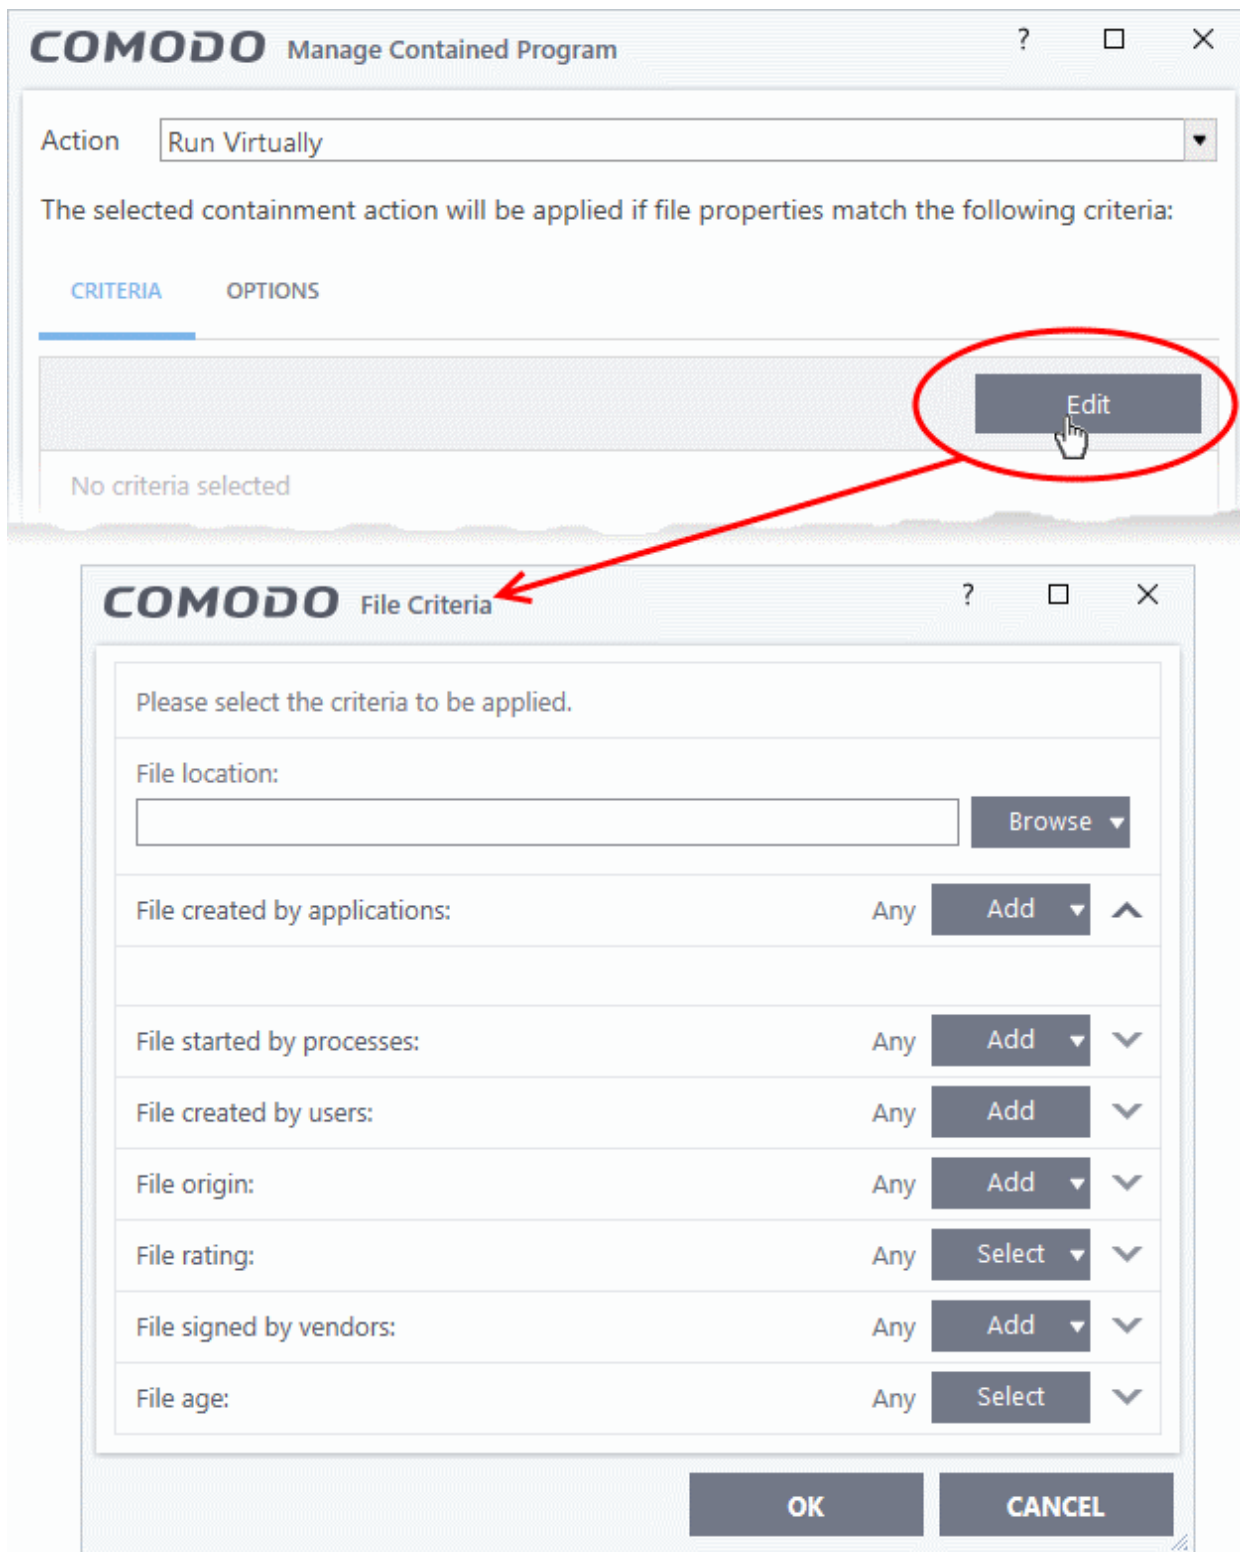 COMODO Manage Contained Program ?
Action Run Virtually
The selected containment action will be applied if file properties match the following criteria:
CRITERIA OPTIONS
Edit
No criteria selected
COMODO File Criteria ?
Please select the criteria to be applied.
File location:
Browse
File created by applications: Any Add
File started by processes: Any Add
File created by users: Any Add
File origin: Any Add
File rating: Any Select
File signed by vendors: Any Add
File age: Any Select
OK CANCEL